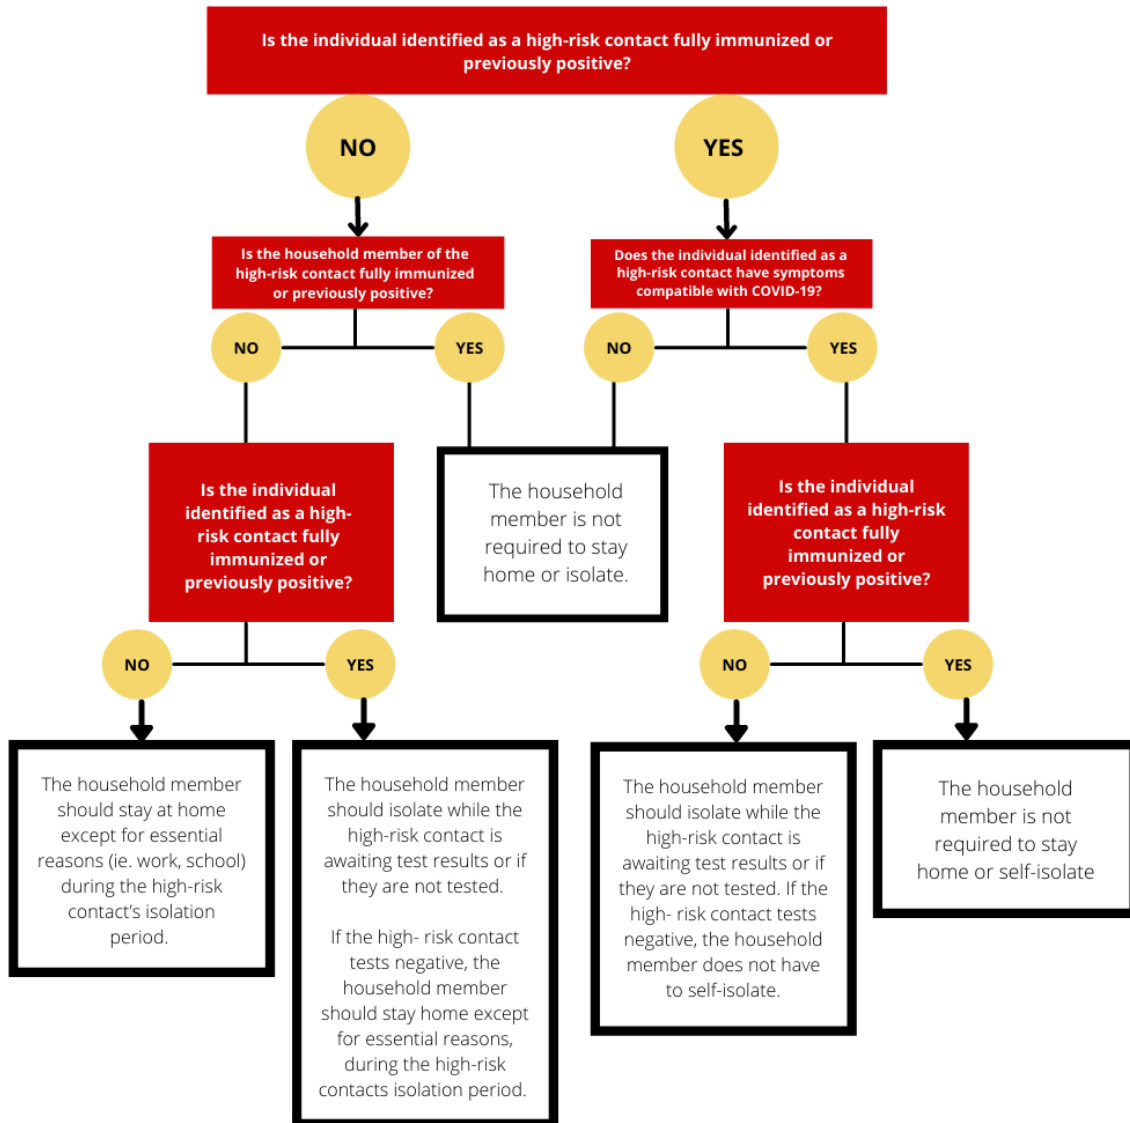 Is the individual identified as a high-risk contact fully immunized or
previously positive?
NO
YES
Is the household member of the
high-risk contact fully immunized
or previously positive?
Does the individual identified as a
high-risk contact have symptoms
compatible with COVID-19?
NO
YES
NO
YES
Is the individual
identified as a high-
risk contact fully
immunized or
previously positive?
The household
member is not
required to stay
home or isolate.
Is the individual
identified as a high-risk
contact fully
immunized or
previously positive?
NO
YES
NO
YES
The household member
should stay at home
except for essential
reasons (ie. work, school)
during the high-risk
contact's isolation
period.
The household member
should isolate while the
high-risk contact is
awaiting test results or if
they are not tested.
If the high- risk contact
tests negative, the
household member
should stay home except
for essential reasons,
during the high-risk
contacts isolation period.
The household member
should isolate while the
high-risk contact is
awaiting test results or if
they are not tested. If the
high- risk contact tests
negative, the household
member does not have
to self-isolate.
The household
member is not
required to stay
home or self-isolate